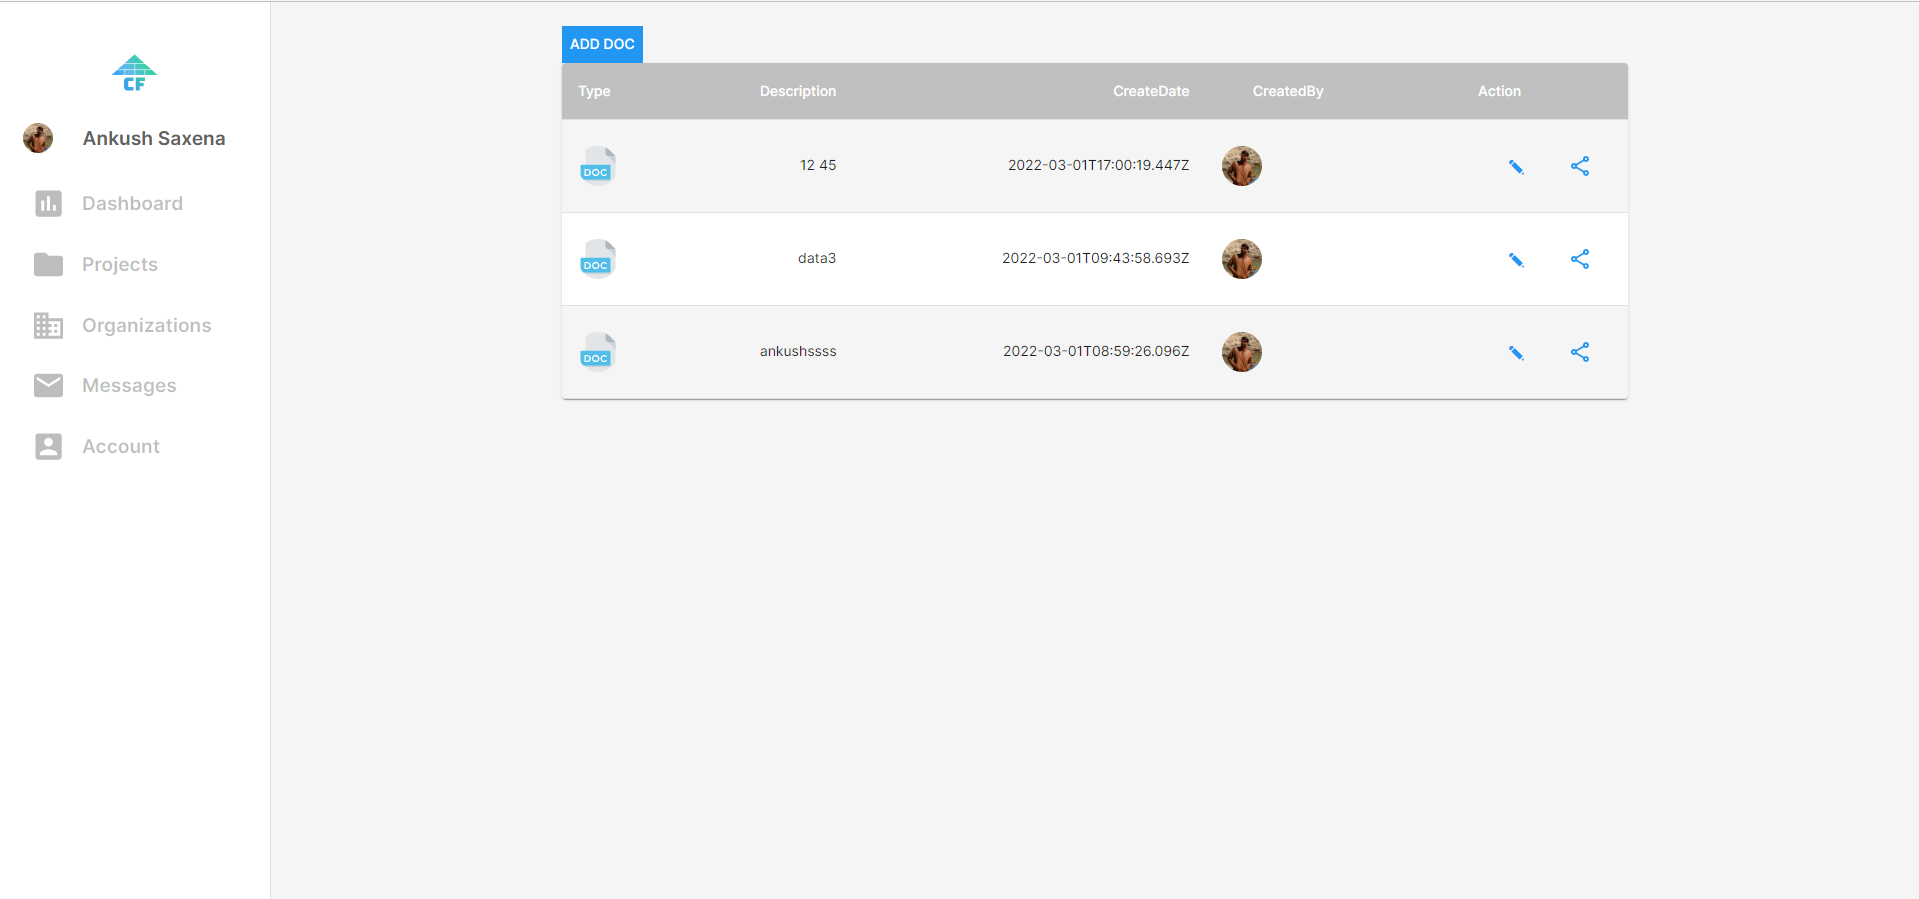 CF
Ankush Saxena
Dashboard
Projects
Organizations
Messages
Account
ADD DOC
Type Description CreateDate CreatedBy Action
DOC 12 45 2022-03-01T17:00:19.447Z
DOC data3 2022-03-01T09:43:58.693Z
DOC ankushssss 2022-03-01T08:59:26.096Z